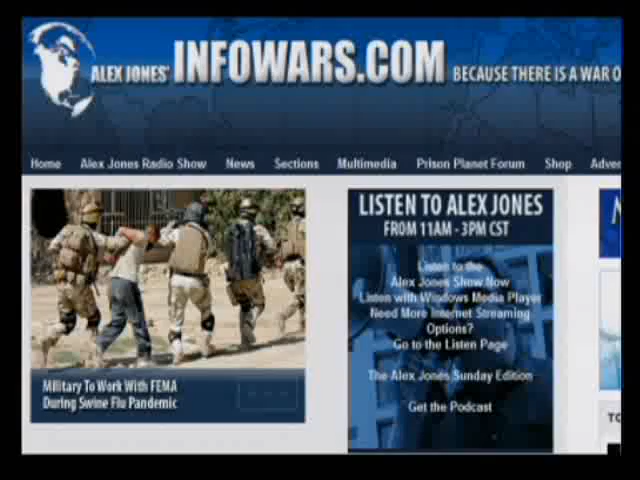 ALEX JONES' INFOWARS.COM BECAUSE THERE IS A WAR O
Home Alex Jones Radio Show News Sections Multimedia Prison Planet Forum Shop Adver
LISTEN TO ALEX JONES
FROM 11AM - 3PM CST
Listen to the
Alex Jones Show Now
Listen with Windows Media Player
Need More Internet Streaming
Options?
Go to the Listen Page
The Alex Jones Sunday Edition
Get the Podcast
Military To Work With FEMA
During Swine Flu Pandemic
TO